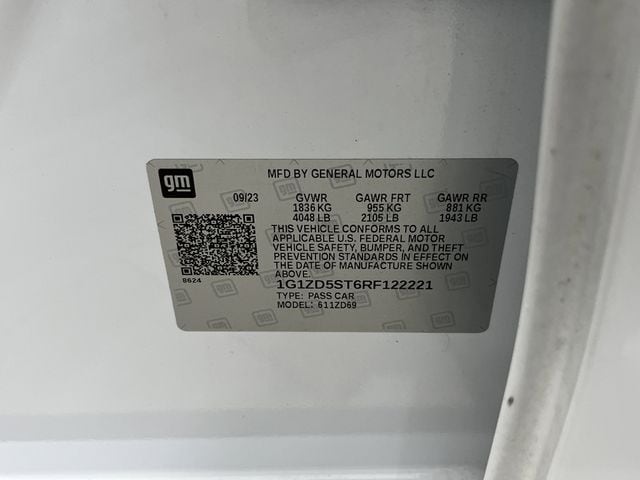 gm
MFD BY GENERAL MOTORS LLC
09/23 GVWR GAWR FRT GAWR RR
1836 KG 955 KG 881 KG
4048 LB 2105 LB 1943 LB
THIS VEHICLE CONFORMS TO ALL
APPLICABLE U.S. FEDERAL MOTOR
VEHICLE SAFETY, BUMPER, AND THEFT
PREVENTION STANDARDS IN EFFECT ON
THE DATE OF MANUFACTURE SHOWN
ABOVE.
8624
1G1ZD5ST6RF122221
TYPE: PASS CAR
MODEL: 611ZD69